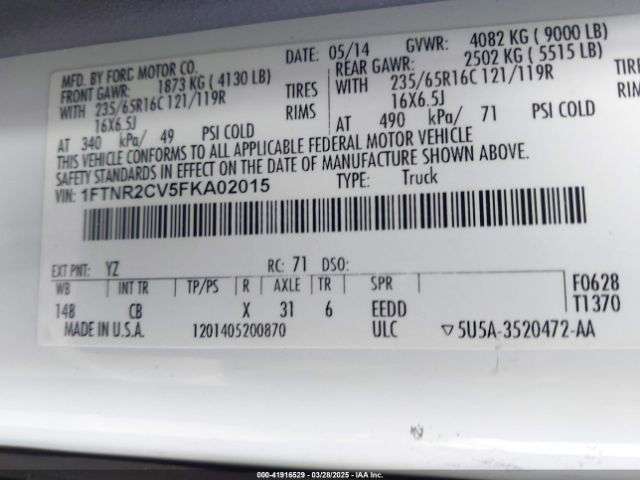 MFD. BY FORD MOTOR CO. DATE: 05/14 GVWR: 4082 KG ( 9000 LB)
FRONT GAWR: 1873 KG ( 4130 LB) REAR GAWR: 2502 KG ( 5515 LB)
WITH 235/65R16C 121/119R TIRES WITH 235/65R16C 121/119R TIRES
16X6.5J RIMS 16X6.5J RIMS
AT 340 kPa/ 49 PSI COLD AT 490 kPa/ 71 PSI COLD
THIS VEHICLE CONFORMS TO ALL APPLICABLE FEDERAL MOTOR VEHICLE
SAFETY STANDARDS IN EFFECT ON THE DATE OF MANUFACTURE SHOWN ABOVE.
VIN: 1FTNR2CV5FKA02015 TYPE: Truck
EXT PNT: YZ RC: 71 DSO:
WB INT TR TP/PS R AXLE TR SPR F0628
148 CB X 31 6 EEDD T1370
MADE IN U.S.A. 1201405200870 ULC ▽5U5A-3520472-AA
000-41916529 | 03/28/2025 | IAA Inc.